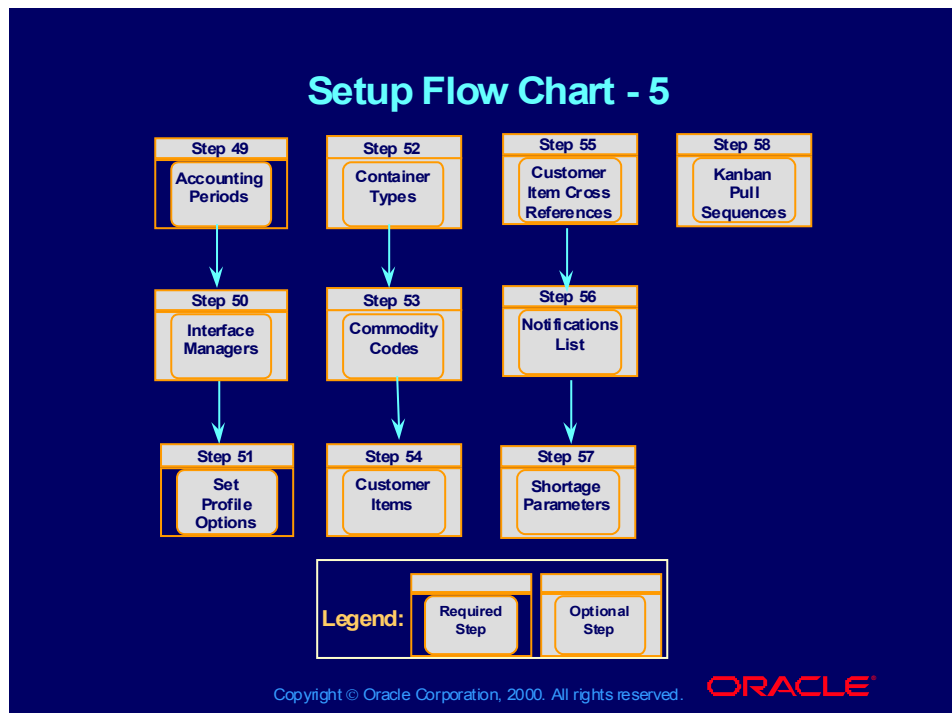 Setup Flow Chart - 5
Step 49
Accounting
Periods
Step 50
Interface
Managers
Step 51
Set
Profile
Options
Step 52
Container
Types
Step 53
Commodity
Codes
Step 54
Customer
Items
Step 55
Customer
Item Cross
References
Step 56
Notifications
List
Step 57
Shortage
Parameters
Step 58
Kanban
Pull
Sequences
Legend:
Required
Step
Optional
Step
Copyright © Oracle Corporation, 2000. All rights reserved.
ORACLE®